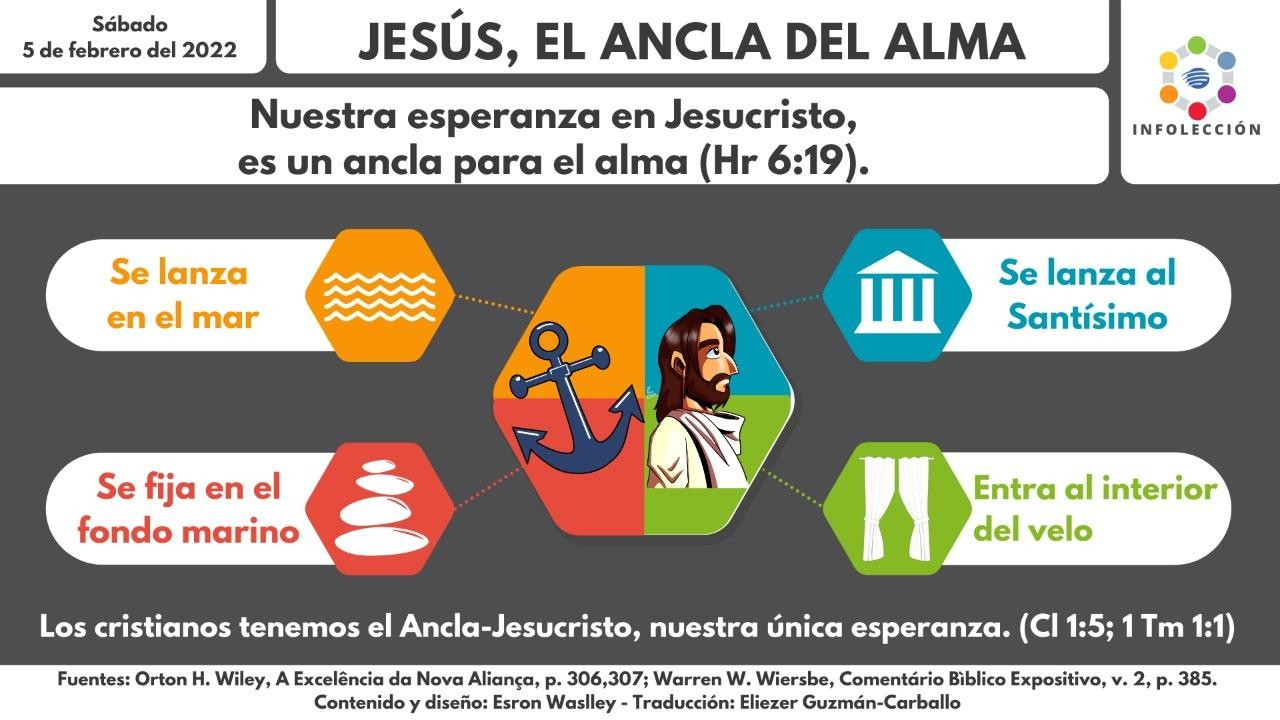 Sábado
5 de febrero del 2022
JESÚS, EL ANCLA DEL ALMA
INFOLECCIÓN
Nuestra esperanza en Jesucristo,
es un ancla para el alma (Hr 6:19).
Se lanza
en el mar
Se lanza al
Santísimo
Se fija en el
fondo marino
Entra al interior
del velo
Los cristianos tenemos el Ancla-Jesucristo, nuestra única esperanza. (Cl 1:5; 1 Tm 1:1)
Fuentes: Orton H. Wiley, A Excelência da Nova Aliança, p. 306,307; Warren W. Wiersbe, Comentário Bìblico Expositivo, v. 2, p. 385.
Contenido y diseño: Esron Waslley - Traducción: Eliezer Guzmán-Carballo